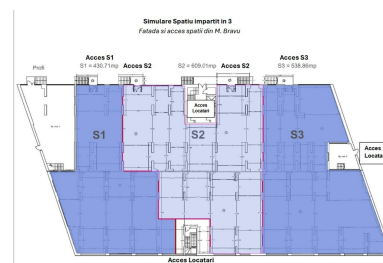 Simulare Spatiu impartit in 3
Fatada si acces spatii din M. Bravu
Profi
Acces S1
S1 = 430.71mp
Acces S2
S2 = 609.01mp
Acces S2
Acces S3
S3 = 538.86mp
Acces
Locatari
S1
S2
S3
Acces
Locata
Acces Locatari